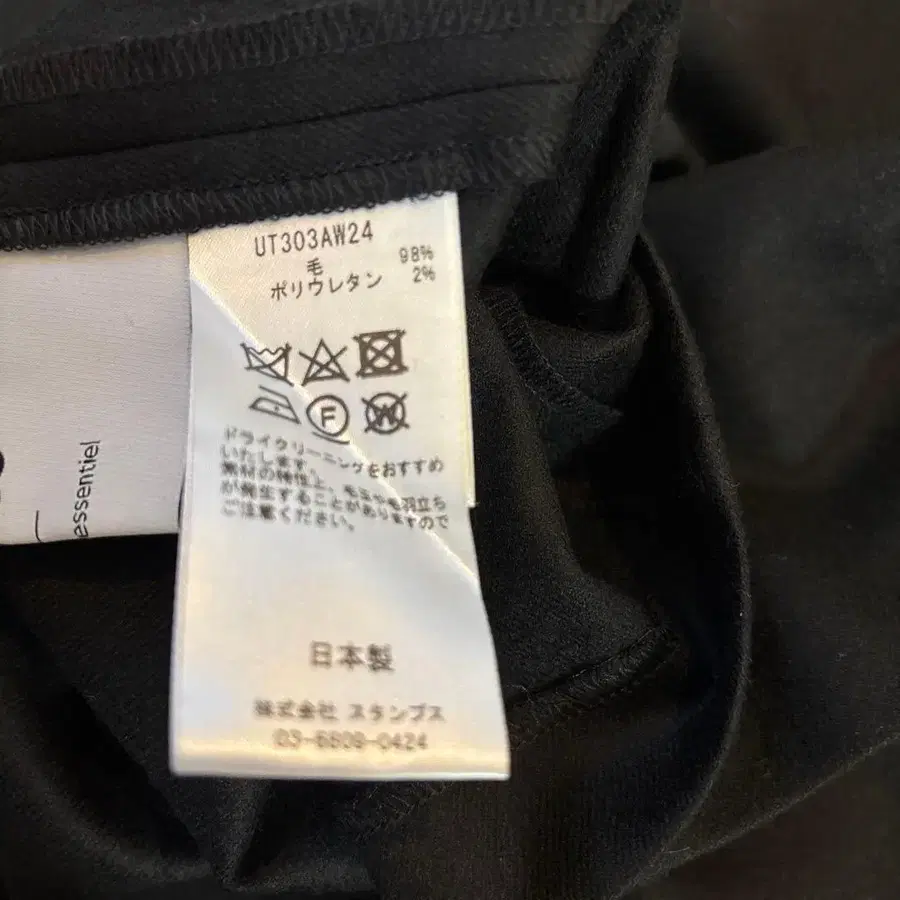 UT303AW24
毛 98%
ポリウレタン 2%
F
W
ドライクリーニングをおすすめ
いたします。
素材の特性上、毛玉や毛羽立ち
が発生することがありますので
ご注意ください。
日本製
株式会社 スタンプス
03-6809-0424
essentiel